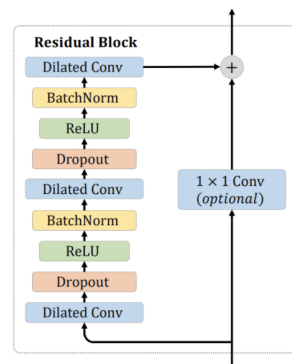 Residual Block
Dilated Conv
+
BatchNorm
ReLU
Dropout
Dilated Conv
1 × 1 Conv
(optional)
BatchNorm
ReLU
Dropout
Dilated Conv